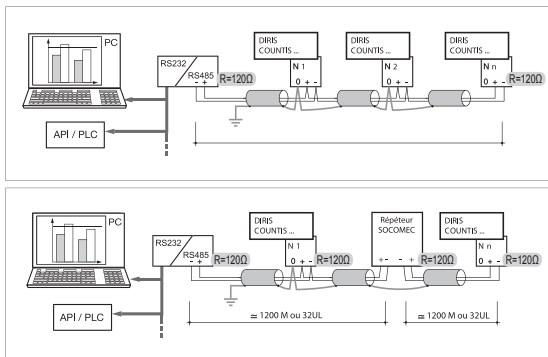 PC
RS232
RS485
- +
R=120Ω
DIRIS
COUNTIS ...
N 1
0 + -
DIRIS
COUNTIS ...
N 2
0 + -
DIRIS
COUNTIS ...
N n
0 + -
R=120Ω
API / PLC
PC
RS232
RS485
- +
R=120Ω
DIRIS
COUNTIS ...
N 1
0 + -
R=120Ω
Répéteur
SOCOMEC
+ - - +
R=120Ω
DIRIS
COUNTIS ...
N n
0 + -
R=120Ω
API / PLC
≃ 1200 M ou 32UL
≃ 1200 M ou 32UL